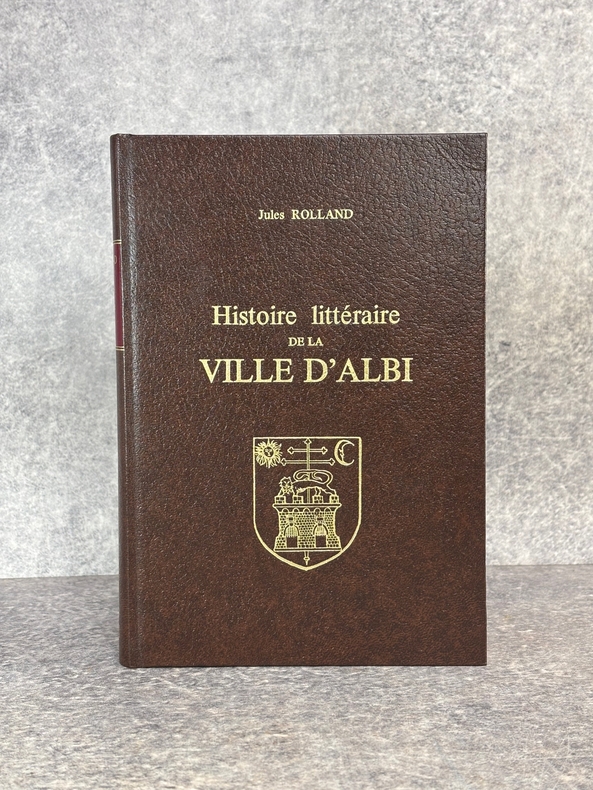 Jules ROLLAND
Histoire littéraire
DE LA
VILLE D'ALBI